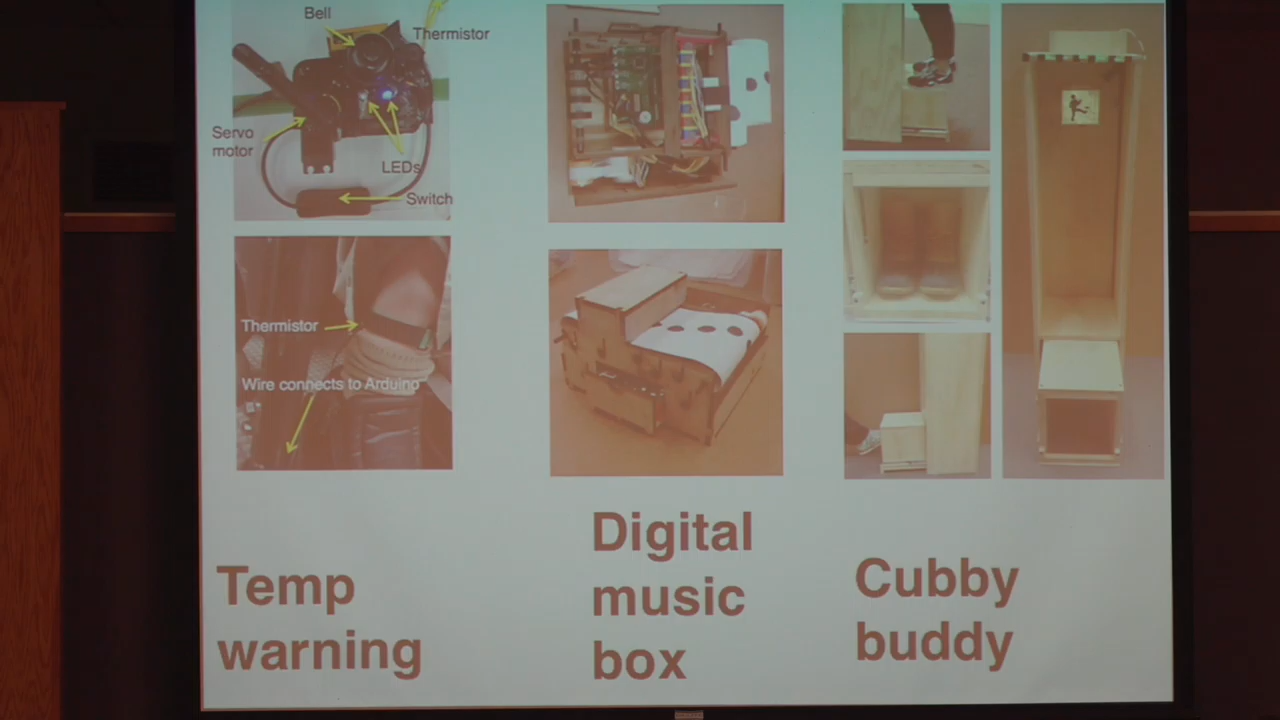 Bell
Thermistor
Servo
motor
LEDs
Switch
Thermistor
Wire connects to Arduino
Temp
warning
Digital
music
box
Cubby
buddy